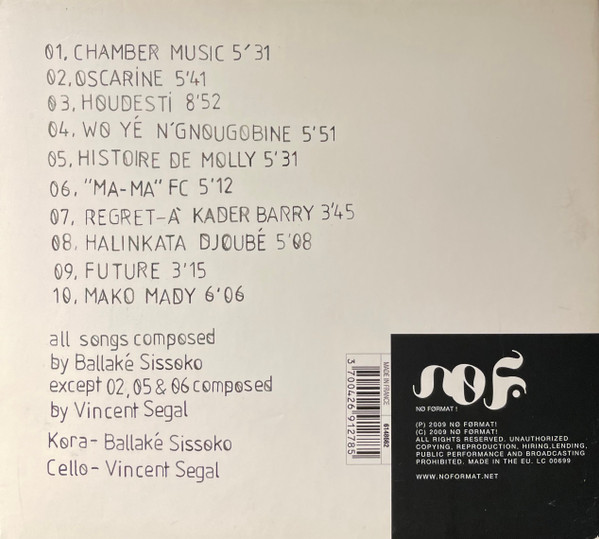 01, CHAMBER MUSIC 5'31
02, OSCARINE 5'41
03, HOUDESTI 8'52
04, WO YÉ N'GNOUGOBINE 5'51
05, HISTOIRE DE MOLLY 5'31
06, "MA-MA" FC 5'12
07, REGRET-À KADER BARRY 3'45
08, HALINKATA DJOUBÉ 5'08
09, FUTURE 3'15
10, MAKO MADY 6'06
all songs composed
by Ballaké Sissoko
except 02, 05 & 06 composed
by Vincent Segal
Kora- Ballaké Sissoko
Cello- Vincent Segal
3 700426 912785
MADE IN FRANCE
NØF.
NØ FØRMAT !
(P) 2009 NØ FØRMAT!
(C) 2009 NØ FØRMAT!
ALL RIGHTS RESERVED. UNAUTHORIZED
COPYING, REPRODUCTION, HIRING, LENDING,
PUBLIC PERFORMANCE AND BROADCASTING
PROHIBITED. MADE IN THE EU. LC 00699
WWW.NOFORMAT.NET